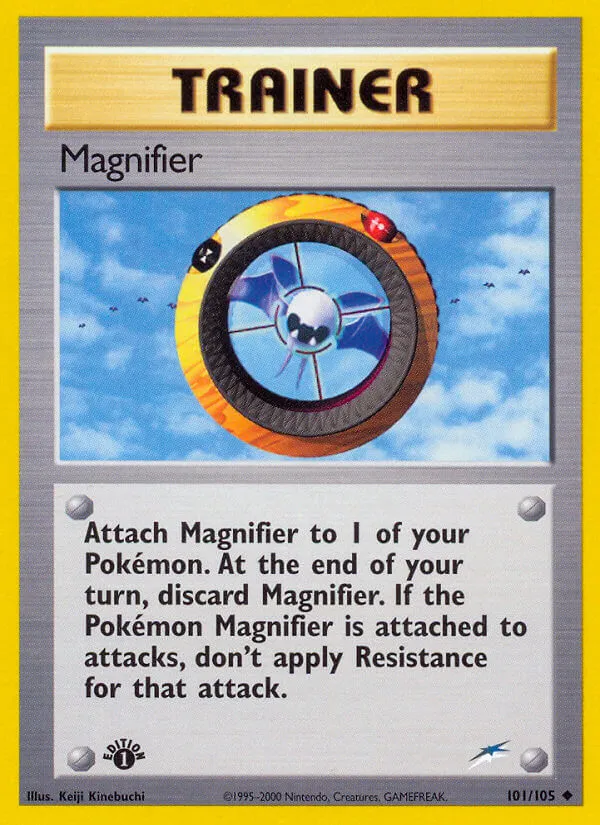 TRAINER
Magnifier
Attach Magnifier to 1 of your
Pokémon. At the end of your
turn, discard Magnifier. If the
Pokémon Magnifier is attached to
attacks, don't apply Resistance
for that attack.
EDITION
1
Illus. Keiji Kinebuchi
©1995-2000 Nintendo, Creatures, GAMEFREAK.
101/105 ◆